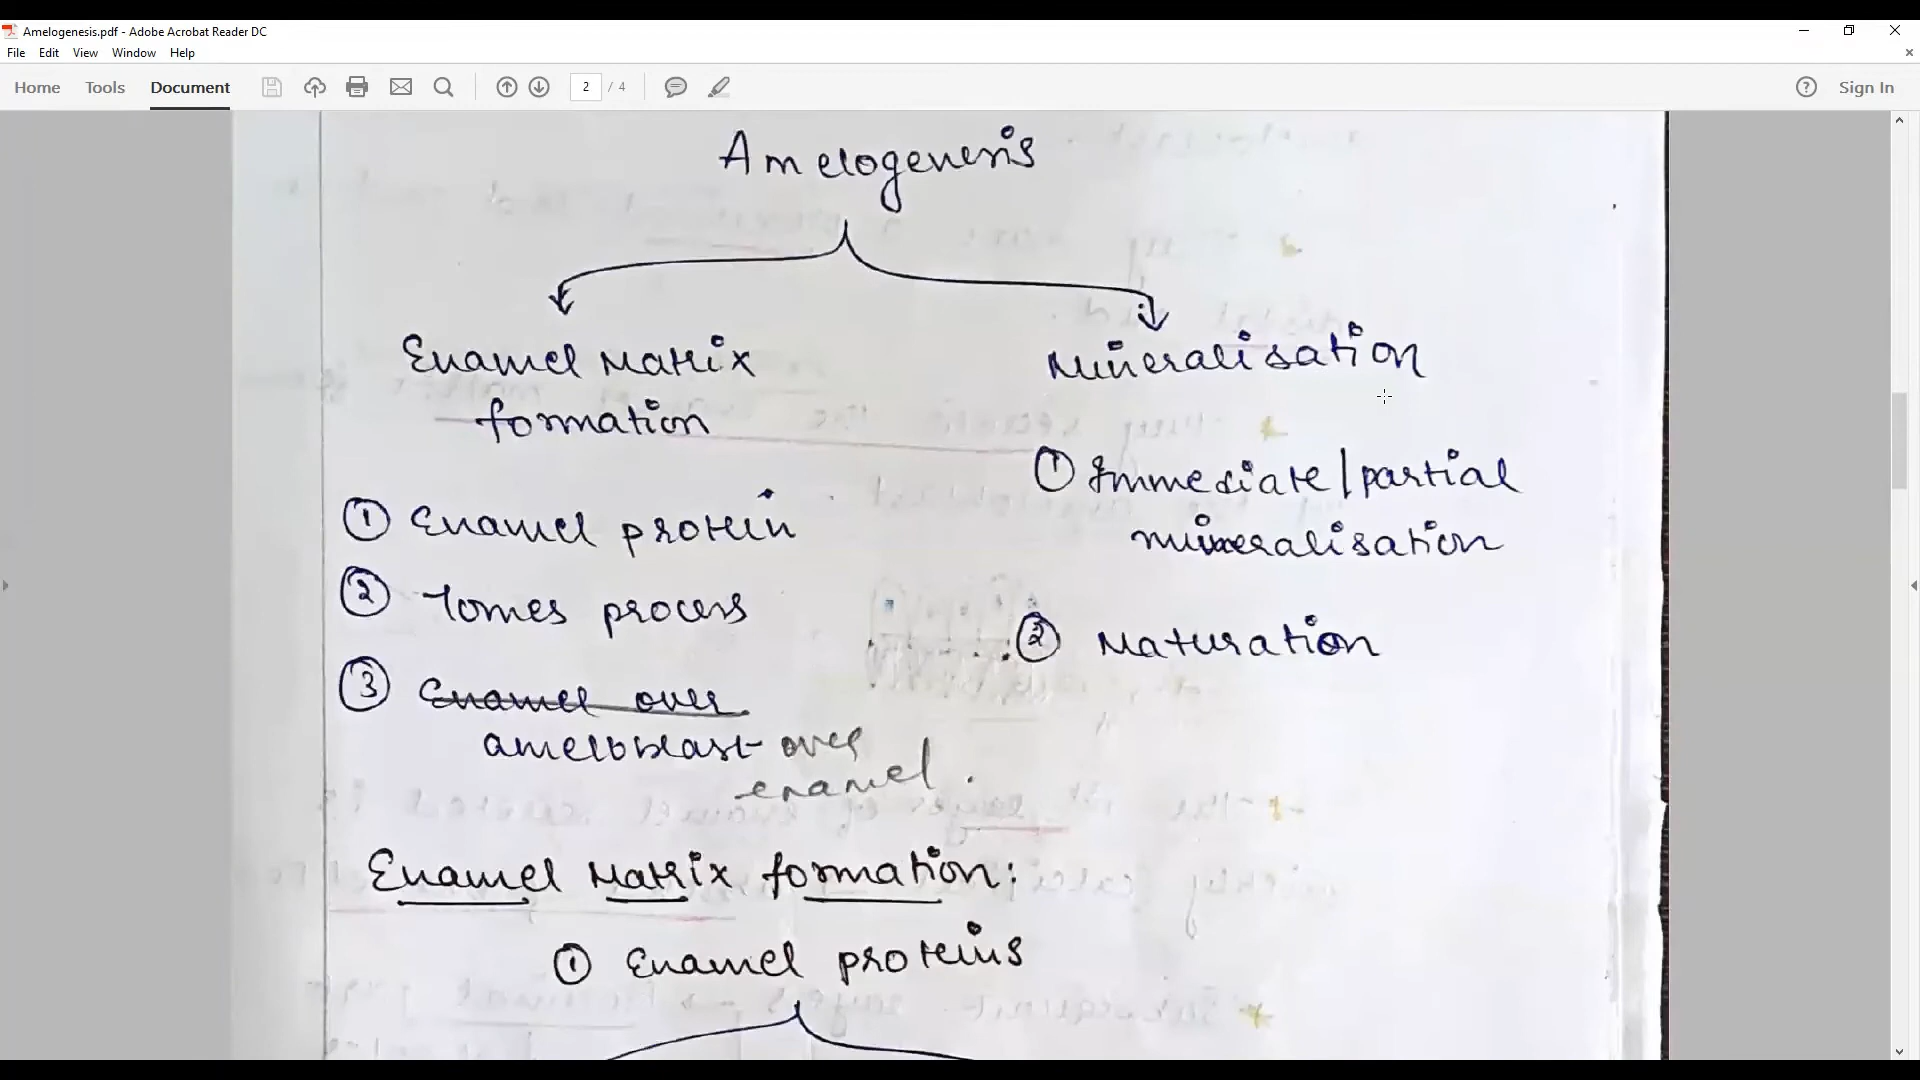 Amelogenesis.pdf - Adobe Acrobat Reader DC
File Edit View Window Help
Home Tools Document 2 / 4 Sign In
Amelogenesis
Enamel Matrix
formation
① Enamel protein
② Tomes process
③ Enamel over
ameloblast over
enamel.
Mineralisation
① Immediate/partial
mineralisation
② Maturation
Enamel Matrix formation:
① Enamel proteins